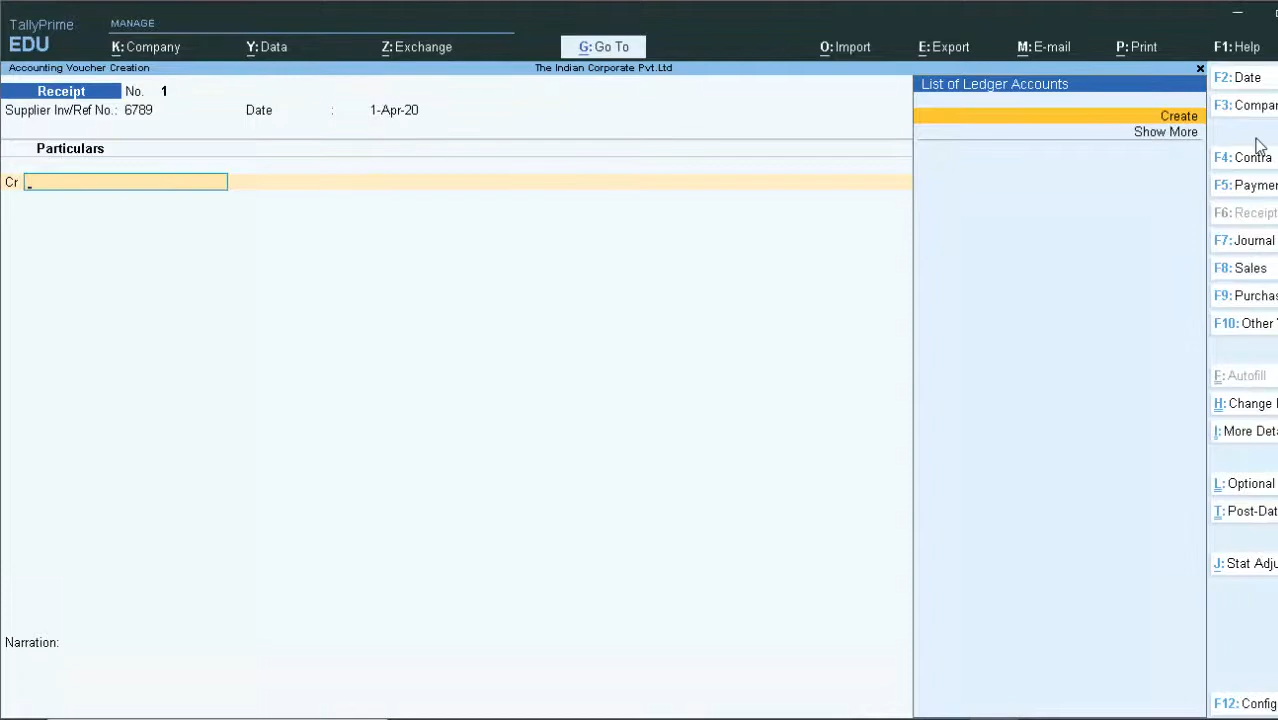 TallyPrime
EDU
MANAGE
K: Company
Y: Data
Z: Exchange
G: Go To
O: Import
E: Export
M: E-mail
P: Print
F1: Help
Accounting Voucher Creation
The Indian Corporate Pvt.Ltd
×
Receipt No. 1
Supplier Inv/Ref No.: 6789 Date : 1-Apr-20
Particulars
Cr
Narration:
List of Ledger Accounts
Create
Show More
F2: Date
F3: Compar
F4: Contra
F5: Paymer
F6: Receipt
F7: Journal
F8: Sales
F9: Purchas
F10: Other
F: Autofill
H: Change
I: More Deta
L: Optional
T: Post-Dat
J: Stat Adju
F12: Config